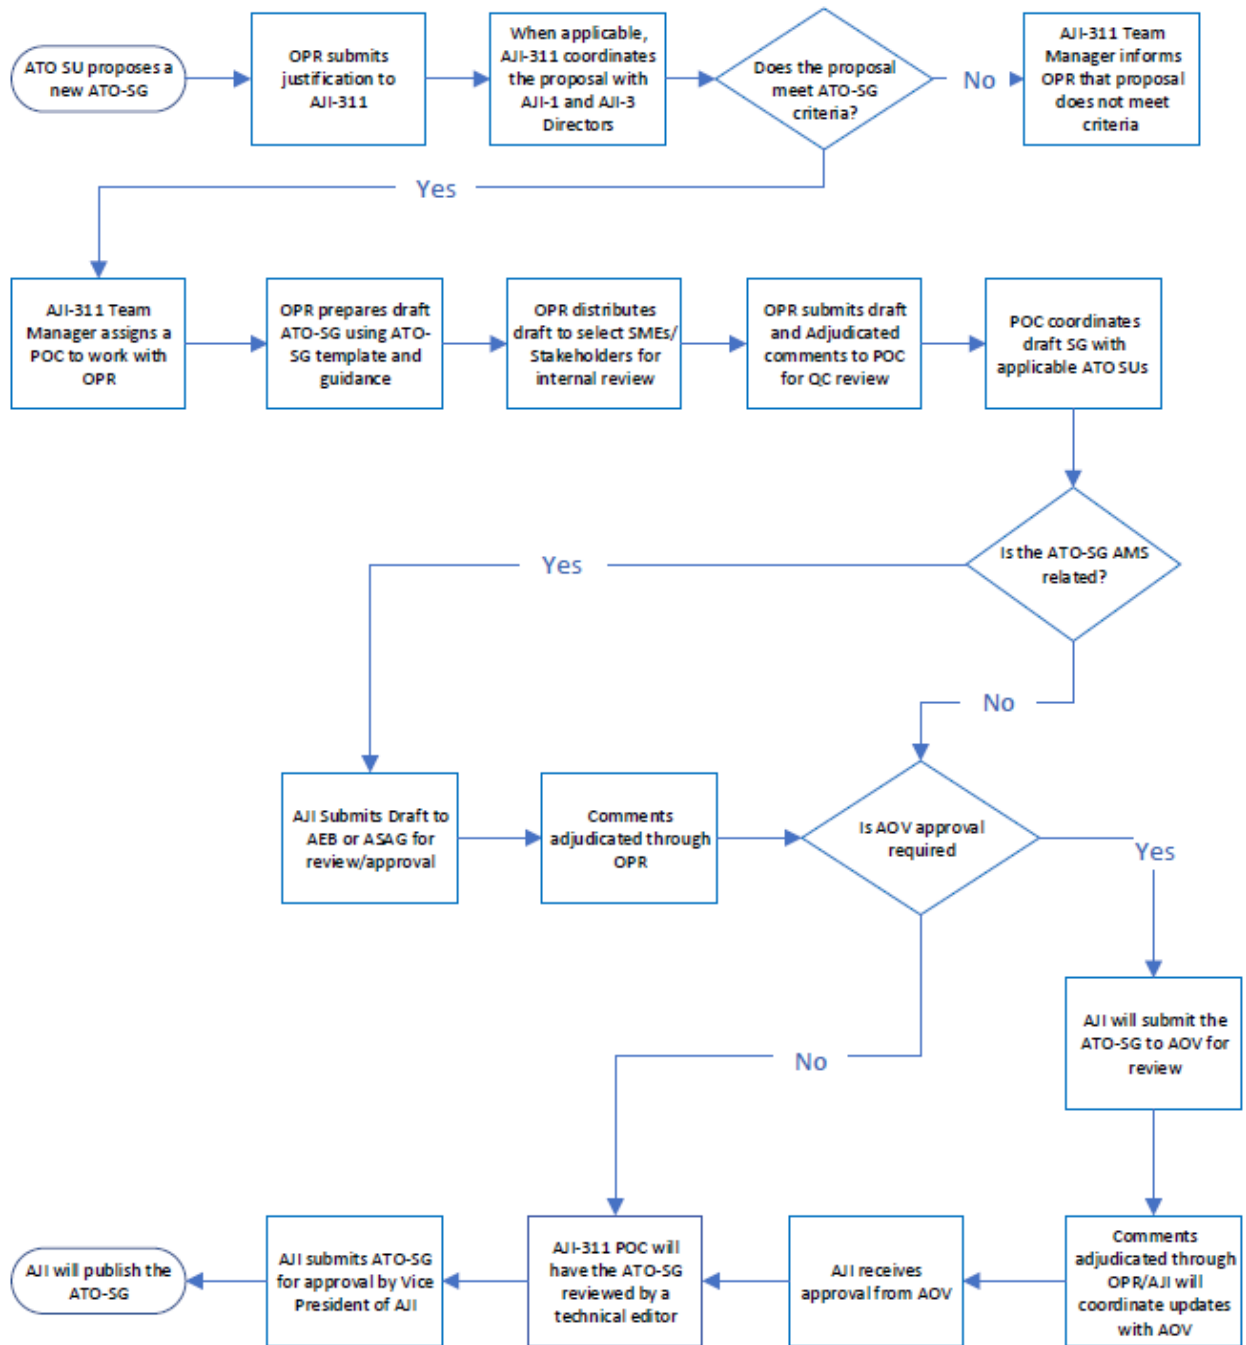 ATO SU proposes a
new ATO-SG
OPR submits
justification to
AJI-311
When applicable,
AJI-311 coordinates
the proposal with
AJI-1 and AJI-3
Directors
Does the proposal
meet ATO-SG
criteria?
No
AJI-311 Team
Manager informs
OPR that proposal
does not meet
criteria
Yes
AJI-311 Team
Manager assigns a
POC to work with
OPR
OPR prepares draft
ATO-SG using ATO-
SG template and
guidance
OPR distributes
draft to select SMEs/
Stakeholders for
internal review
OPR submits draft
and Adjudicated
comments to POC
for QC review
POC coordinates
draft SG with
applicable ATO SUs
Is the ATO-SG AMS
related?
Yes
No
AJI Submits Draft to
AEB or ASAG for
review/approval
Comments
adjudicated through
OPR
Is AOV approval
required
Yes
No
AJI will submit the
ATO-SG to AOV for
review
Comments
adjudicated through
OPR/AJI will
coordinate updates
with AOV
AJI receives
approval from AOV
AJI-311 POC will
have the ATO-SG
reviewed by a
technical editor
AJI submits ATO-SG
for approval by Vice
President of AJI
AJI will publish the
ATO-SG